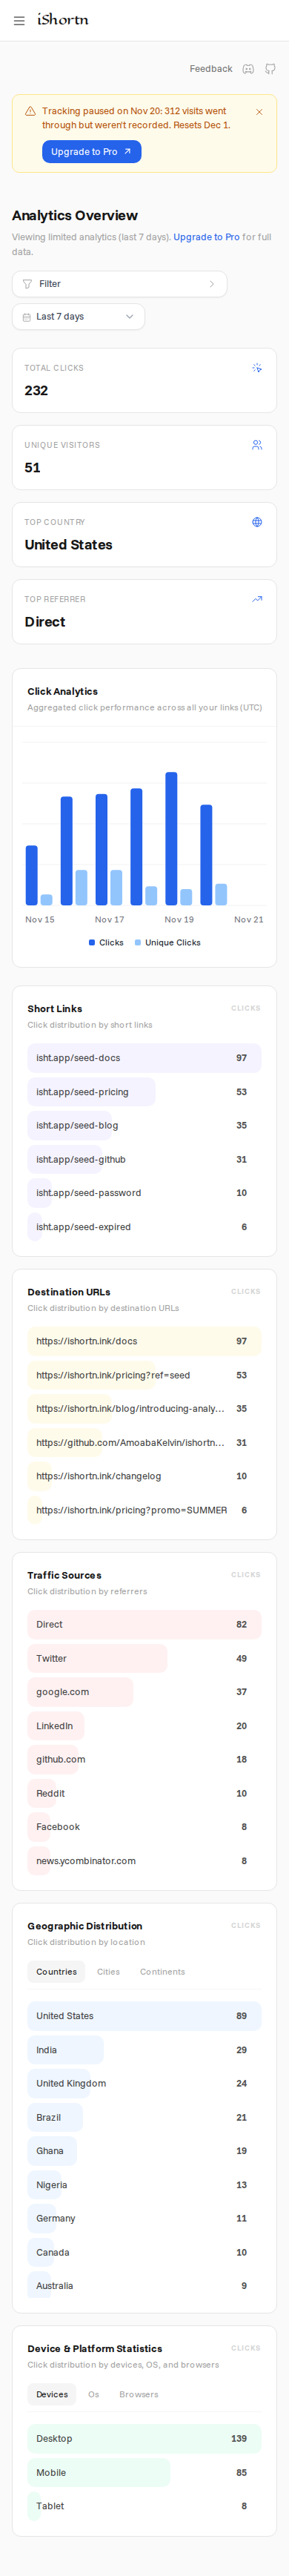 iShortn
Feedback
Tracking paused on Nov 20: 312 visits went
through but weren't recorded. Resets Dec 1.
Upgrade to Pro
Analytics Overview
Viewing limited analytics (last 7 days). Upgrade to Pro for full
data.
Filter
Last 7 days
TOTAL CLICKS
232
UNIQUE VISITORS
51
TOP COUNTRY
United States
TOP REFERRER
Direct
Click Analytics
Aggregated click performance across all your links (UTC)
Nov 15 Nov 17 Nov 19 Nov 21
Clicks Unique Clicks
Short Links CLICKS
Click distribution by short links
isht.app/seed-docs 97
isht.app/seed-pricing 53
isht.app/seed-blog 35
isht.app/seed-github 31
isht.app/seed-password 10
isht.app/seed-expired 6
Destination URLs CLICKS
Click distribution by destination URLs
https://ishortn.ink/docs 97
https://ishortn.ink/pricing?ref=seed 53
https://ishortn.ink/blog/introducing-analy... 35
https://github.com/AmoabaKelvin/ishortn... 31
https://ishortn.ink/changelog 10
https://ishortn.ink/pricing?promo=SUMMER 6
Traffic Sources CLICKS
Click distribution by referrers
Direct 82
Twitter 49
google.com 37
LinkedIn 20
github.com 18
Reddit 10
Facebook 8
news.ycombinator.com 8
Geographic Distribution CLICKS
Click distribution by location
Countries Cities Continents
United States 89
India 29
United Kingdom 24
Brazil 21
Ghana 19
Nigeria 13
Germany 11
Canada 10
Australia 9
Device & Platform Statistics CLICKS
Click distribution by devices, OS, and browsers
Devices Os Browsers
Desktop 139
Mobile 85
Tablet 8